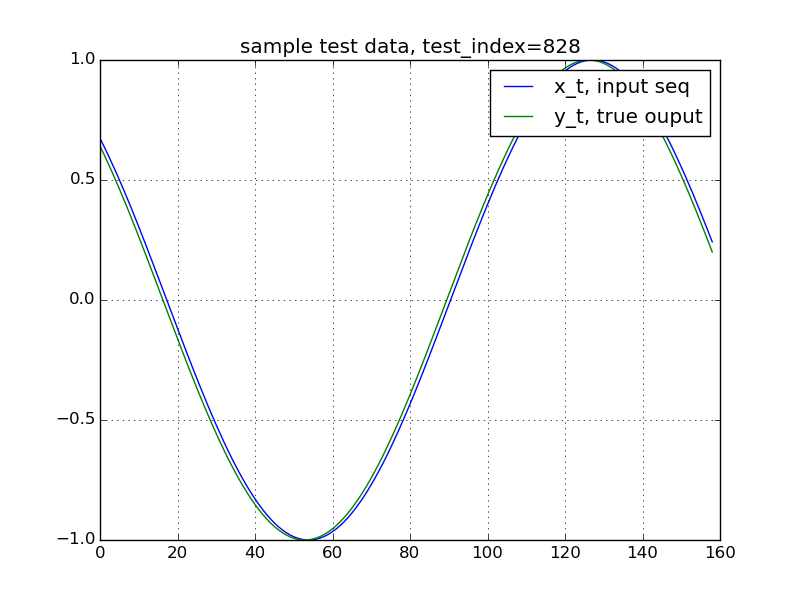 sample test data, test_index=828
x_t, input seq
y_t, true ouput
1.0
0.5
0.0
−0.5
−1.0
0 20 40 60 80 100 120 140 160